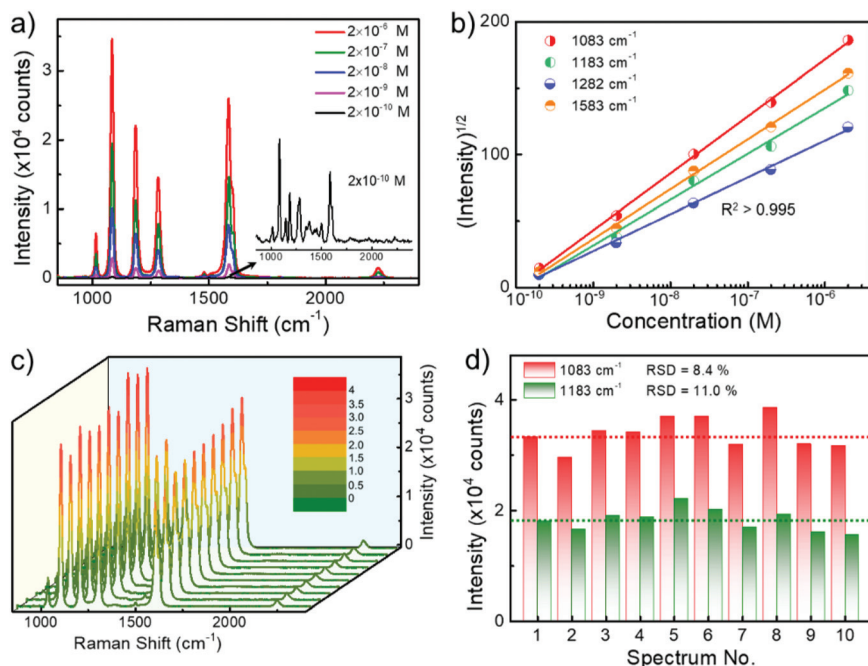 a)
2×10⁻⁶ M
2×10⁻⁷ M
2×10⁻⁸ M
2×10⁻⁹ M
2×10⁻¹⁰ M
2x10⁻¹⁰ M
1000 1500 2000
0
1
2
3
Intensity (x10⁴ counts)
1000 1500 2000
Raman Shift (cm⁻¹)
b)
1083 cm⁻¹
1183 cm⁻¹
1282 cm⁻¹
1583 cm⁻¹
R² > 0.995
(Intensity)¹ᐟ²
0
100
200
10⁻¹⁰ 10⁻⁹ 10⁻⁸ 10⁻⁷ 10⁻⁶
Concentration (M)
c)
4
3.5
3.0
2.5
2.0
1.5
1.0
0.5
0
3
2
1
0
Intensity (x10⁴ counts)
1000 1500 2000
Raman Shift (cm⁻¹)
d)
1083 cm⁻¹ RSD = 8.4 %
1183 cm⁻¹ RSD = 11.0 %
Intensity (x10⁴ counts)
0
2
4
1 2 3 4 5 6 7 8 9 10
Spectrum No.